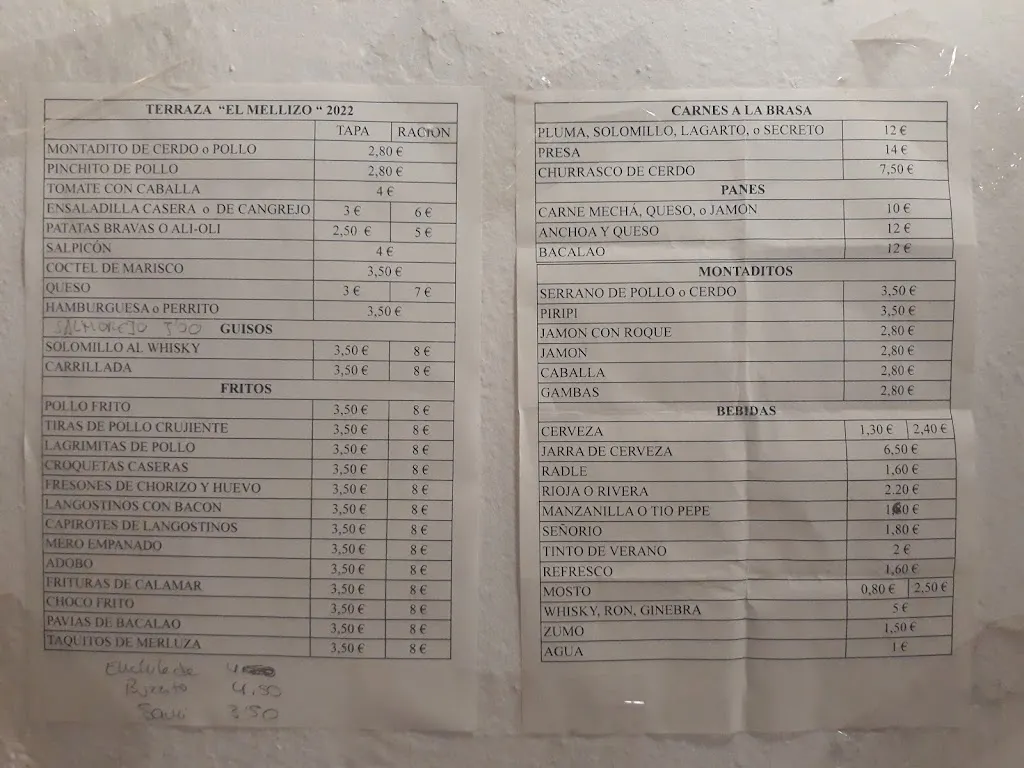 TERRAZA "EL MELLIZO " 2022
TAPA RACIÓN
MONTADITO DE CERDO o POLLO 2,80 €
PINCHITO DE POLLO 2,80 €
TOMATE CON CABALLA 4 €
ENSALADILLA CASERA o DE CANGREJO 3 € 6 €
PATATAS BRAVAS O ALI-OLI 2,50 € 5 €
SALPICÓN 4 €
COCTEL DE MARISCO 3,50 €
QUESO 3 € 7 €
HAMBURGUESA o PERRITO 3,50 €
SALMOREJO GUISOS
SOLOMILLO AL WHISKY 3,50 € 8 €
CARRILLADA 3,50 € 8 €
FRITOS
POLLO FRITO 3,50 € 8 €
TIRAS DE POLLO CRUJIENTE 3,50 € 8 €
LAGRIMITAS DE POLLO 3,50 € 8 €
CROQUETAS CASERAS 3,50 € 8 €
FRESONES DE CHORIZO Y HUEVO 3,50 € 8 €
LANGOSTINOS CON BACON 3,50 € 8 €
CAPIROTES DE LANGOSTINOS 3,50 € 8 €
MERO EMPANADO 3,50 € 8 €
ADOBO 3,50 € 8 €
FRITURAS DE CALAMAR 3,50 € 8 €
CHOCO FRITO 3,50 € 8 €
PAVIAS DE BACALAO 3,50 € 8 €
TAQUITOS DE MERLUZA 3,50 € 8 €
4,50
3'50
CARNES A LA BRASA
PLUMA, SOLOMILLO, LAGARTO, o SECRETO 12 €
PRESA 14 €
CHURRASCO DE CERDO 7,50 €
PANES
CARNE MECHÁ, QUESO, o JAMON 10 €
ANCHOA Y QUESO 12 €
BACALAO 12 €
MONTADITOS
SERRANO DE POLLO o CERDO 3,50 €
PIRIPI 3,50 €
JAMON CON ROQUE 2,80 €
JAMON 2,80 €
CABALLA 2,80 €
GAMBAS 2,80 €
BEBIDAS
CERVEZA 1,30 € 2,40 €
JARRA DE CERVEZA 6,50 €
RADLE 1,60 €
RIOJA O RIVERA 2.20 €
MANZANILLA O TIO PEPE
SEÑORIO 1,80 €
TINTO DE VERANO 2 €
REFRESCO 1,60 €
MOSTO 0,80 € 2,50 €
WHISKY, RON, GINEBRA 5 €
ZUMO 1,50 €
AGUA 1 €